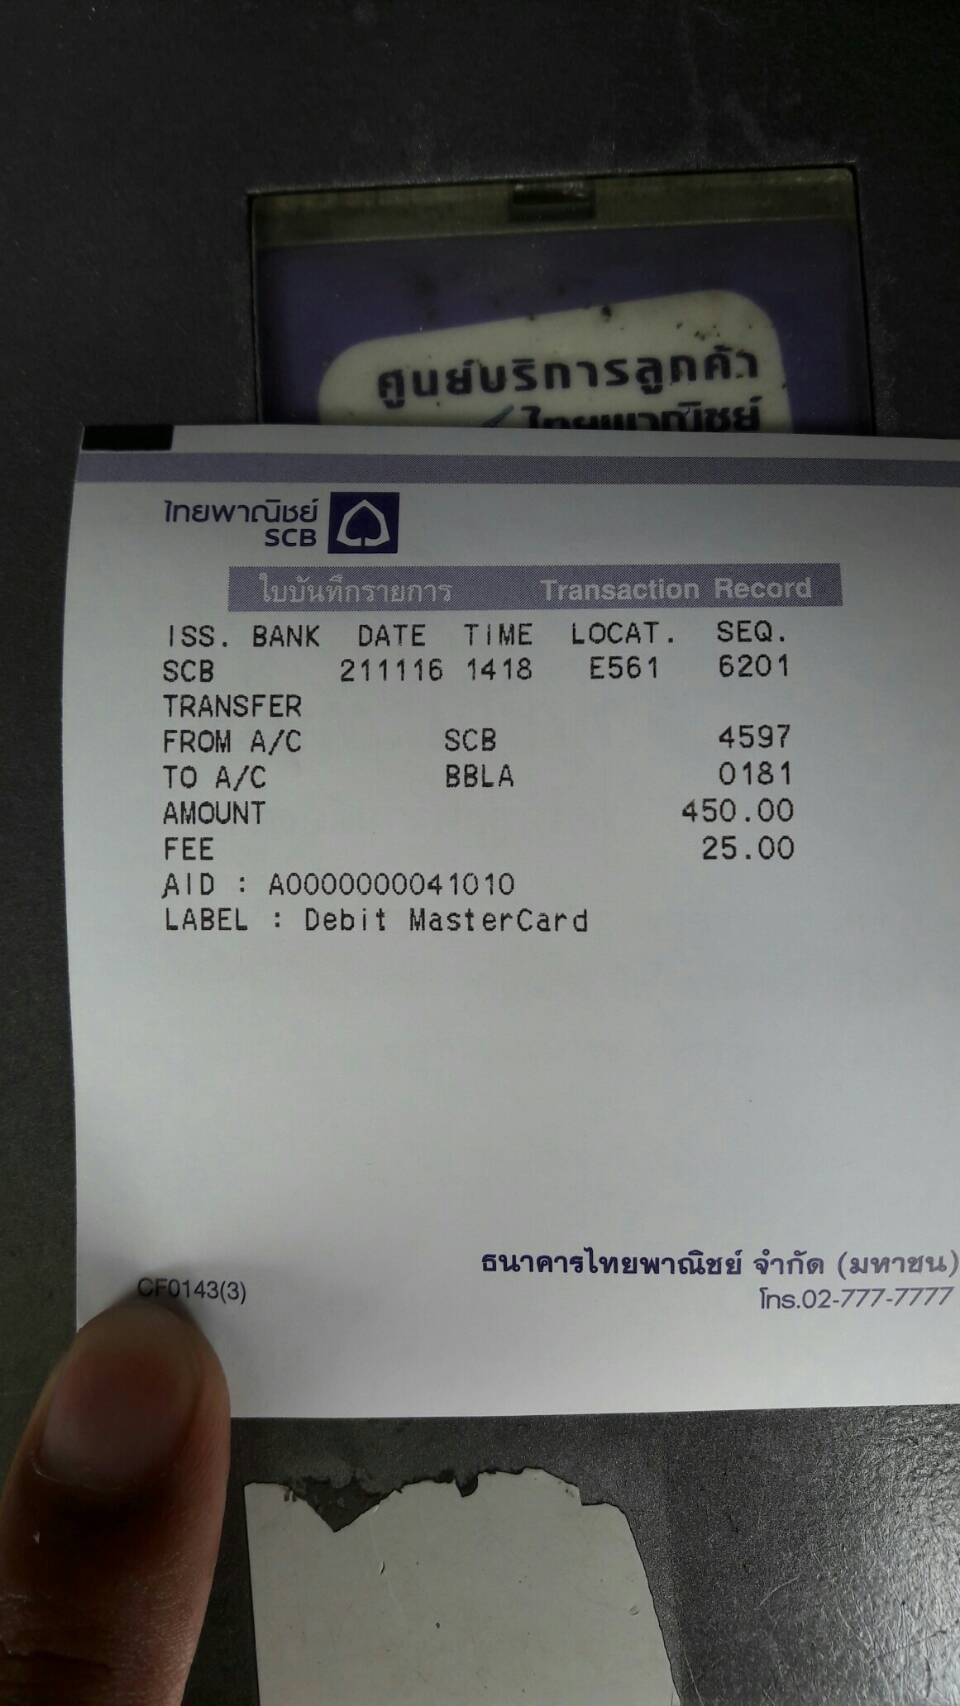 ศูนย์บริการลูกค้า
ไทยพาณิชย์
ไทยพาณิชย์
SCB
ใบบันทึกรายการ Transaction Record
ISS. BANK DATE TIME LOCAT. SEQ.
SCB 211116 1418 E561 6201
TRANSFER
FROM A/C SCB 4597
TO A/C BBLA 0181
AMOUNT 450.00
FEE 25.00
AID : A0000000041010
LABEL : Debit MasterCard
ธนาคารไทยพาณิชย์ จำกัด (มหาชน)
CF0143(3)
โทร.02-777-7777